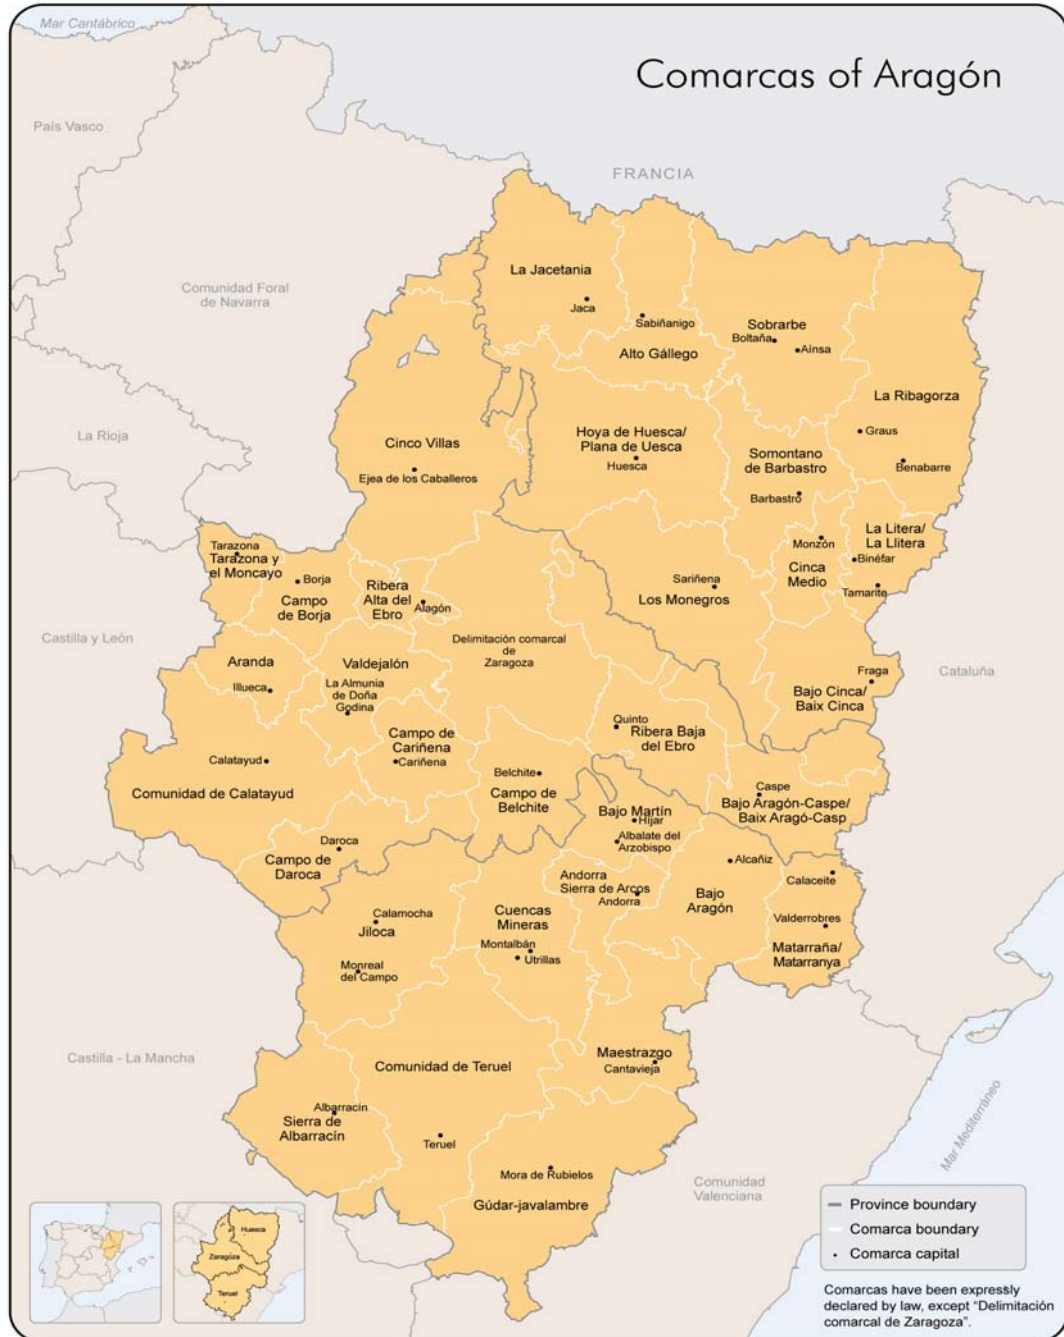 Mar Cantábrico
Comarcas of Aragón
País Vasco
FRANCIA
Comunidad Foral
de Navarra
La Jacetania
Jaca
Sabiñanigo
Alto Gállego
Sobrarbe
Boltaña
Aínsa
La Ribagorza
Graus
Benabarre
La Rioja
Cinco Villas
Ejea de los Caballeros
Hoya de Huesca/
Plana de Uesca
Huesca
Somontano
de Barbastro
Barbastro
La Litera/
La Llitera
Binéfar
Tamarite
Monzón
Cinca
Medio
Tarazona
Tarazona y
el Moncayo
Borja
Campo
de Borja
Ribera
Alta del
Ebro
Alagón
Sariñena
Los Monegros
Castilla y León
Delimitación comarcal
de
Zaragoza
Aranda
Illueca
Valdejalón
La Almunia
de Doña
Godina
Fraga
Bajo Cinca/
Baix Cinca
Cataluña
Campo de
Cariñena
Cariñena
Quinto
Ribera Baja
del Ebro
Calatayud
Comunidad de Calatayud
Belchite
Campo de
Belchite
Caspe
Bajo Aragón-Caspe/
Baix Aragó-Casp
Bajo Martín
Híjar
Albalate del
Arzobispo
Daroca
Campo de
Daroca
Alcañiz
Bajo
Aragón
Calaceite
Valderrobres
Matarraña/
Matarranya
Andorra
Sierra de Arcos
Andorra
Calamocha
Jiloca
Monreal
del Campo
Cuencas
Mineras
Montalbán
Utrillas
Castilla - La Mancha
Comunidad de Teruel
Maestrazgo
Cantavieja
Albarracín
Sierra de
Albarracín
Teruel
Mora de Rubielos
Gúdar-javalambre
Comunidad
Valenciana
Mar Mediterráneo
Huesca
Zaragóza
Teruel
Province boundary
Comarca boundary
Comarca capital
Comarcas have been expressly
declared by law, except “Delimitación
comarcal de Zaragoza”.